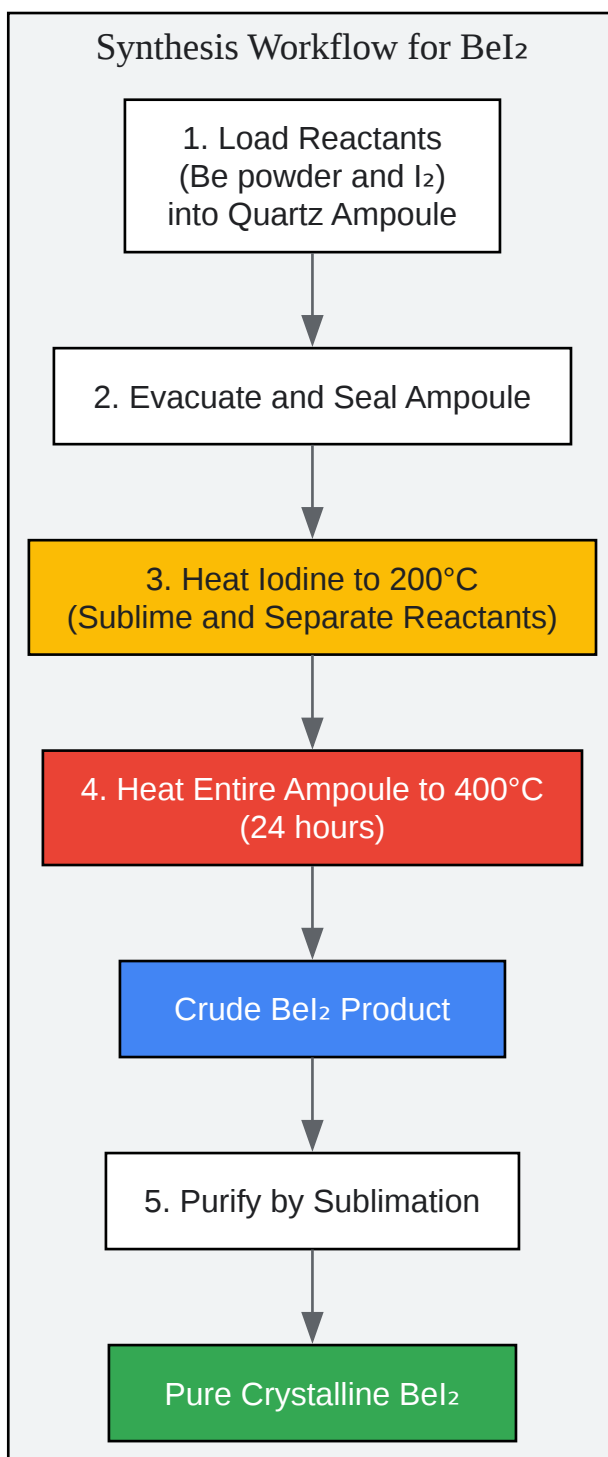 Synthesis Workflow for BeI₂
1. Load Reactants
(Be powder and I₂)
into Quartz Ampoule
2. Evacuate and Seal Ampoule
3. Heat Iodine to 200°C
(Sublime and Separate Reactants)
4. Heat Entire Ampoule to 400°C
(24 hours)
Crude BeI₂ Product
5. Purify by Sublimation
Pure Crystalline BeI₂